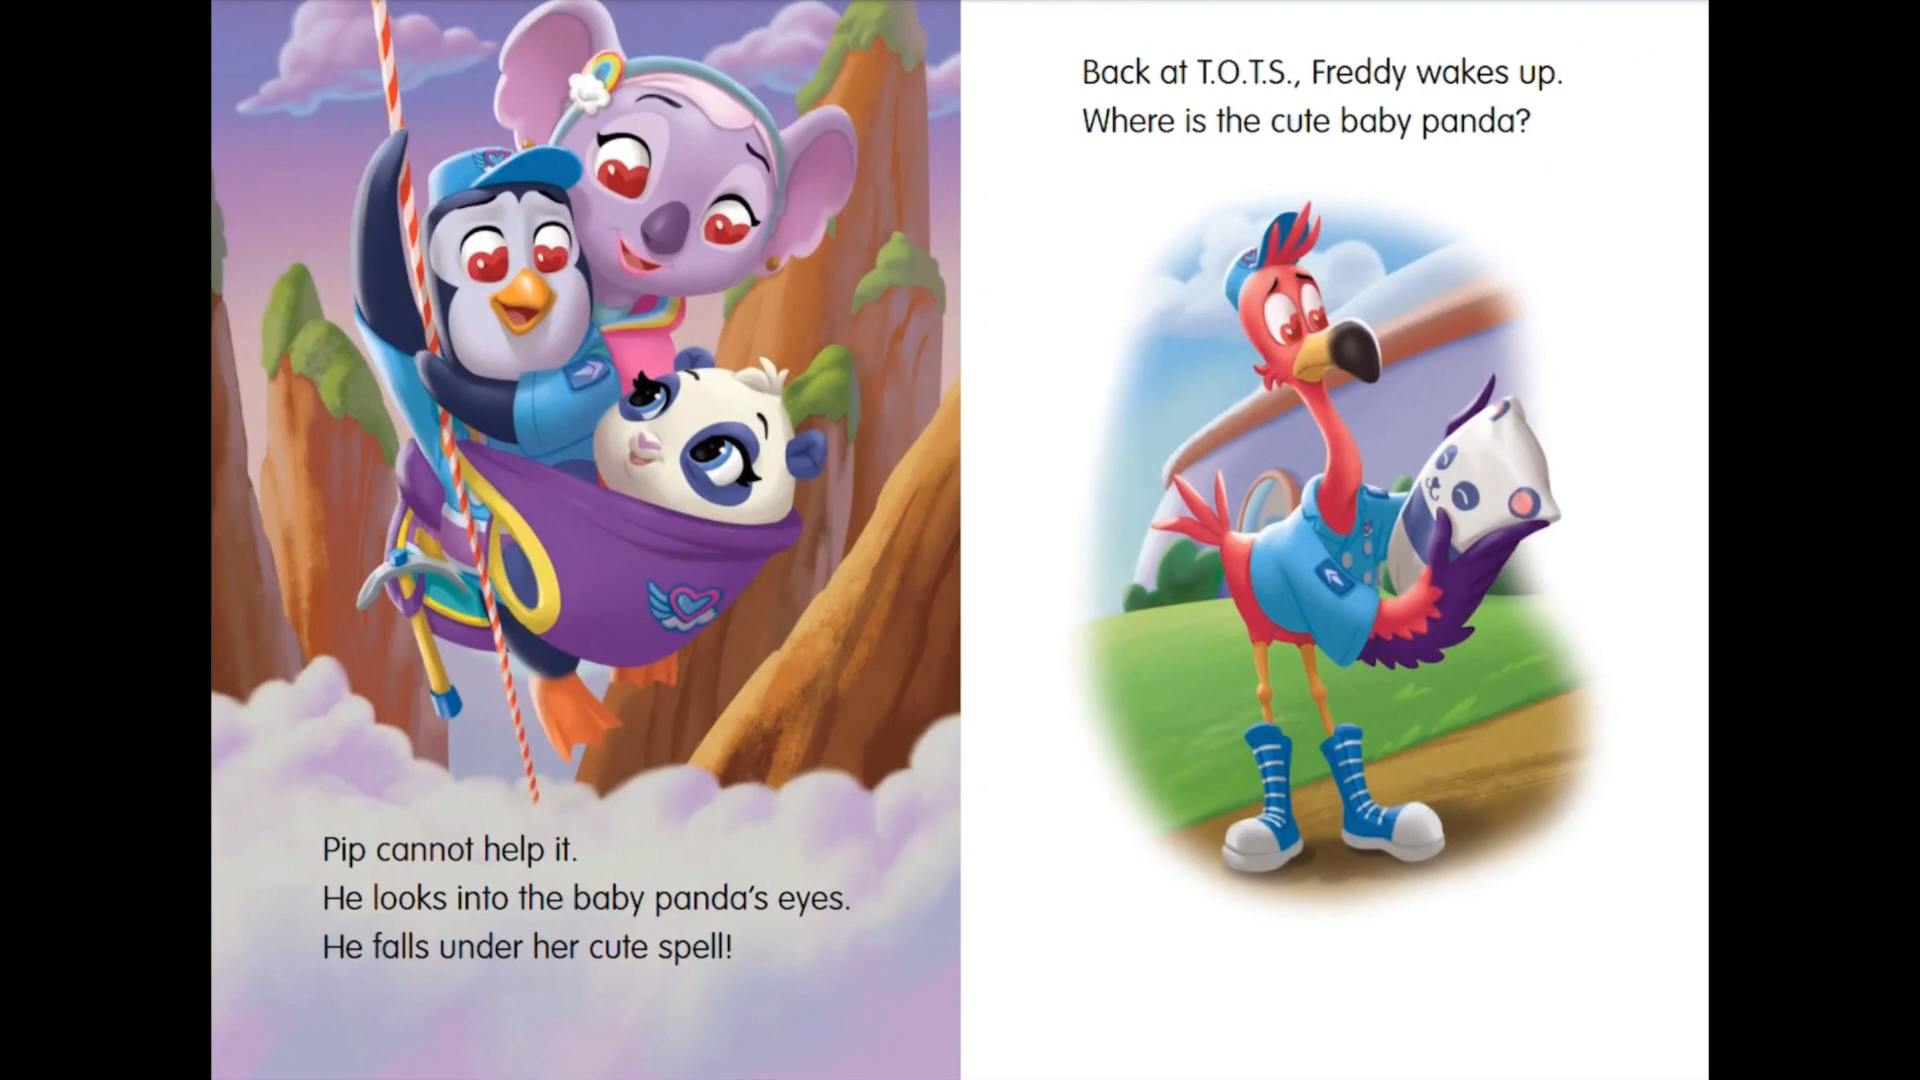 Pip cannot help it.
He looks into the baby panda's eyes.
He falls under her cute spell!
Back at T.O.T.S., Freddy wakes up.
Where is the cute baby panda?